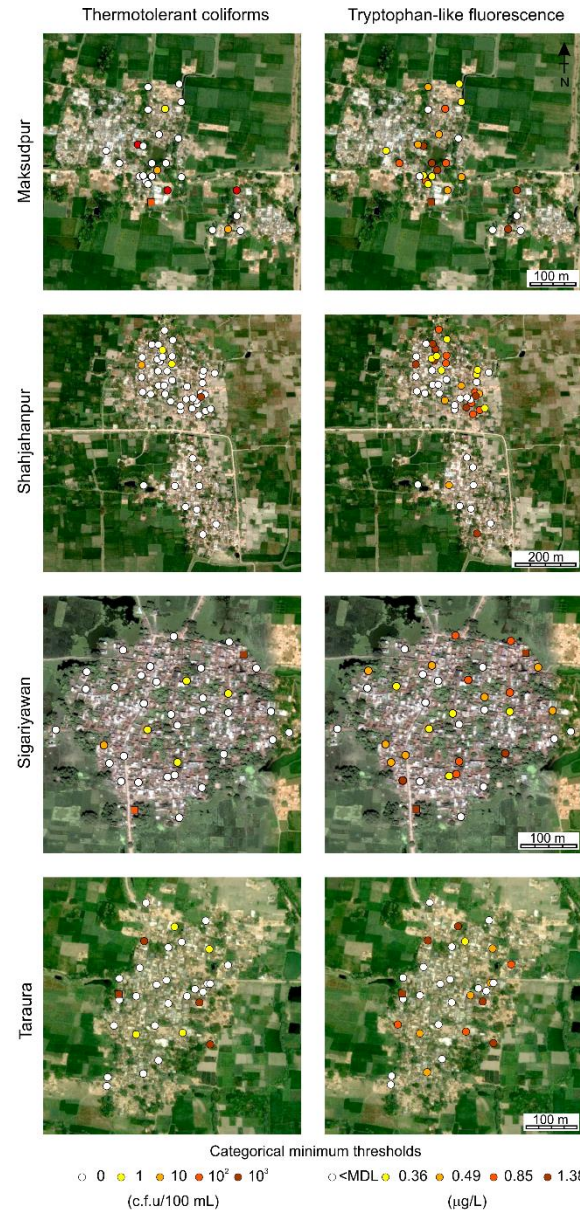 Thermotolerant coliforms
Tryptophan-like fluorescence
N
Maksudpur
100 m
Shahjahanpur
200 m
Sigariyawan
100 m
Taraura
100 m
Categorical minimum thresholds
0 1 10 10² 10³
<MDL 0.36 0.49 0.85 1.38
(c.f.u/100 mL)
(µg/L)